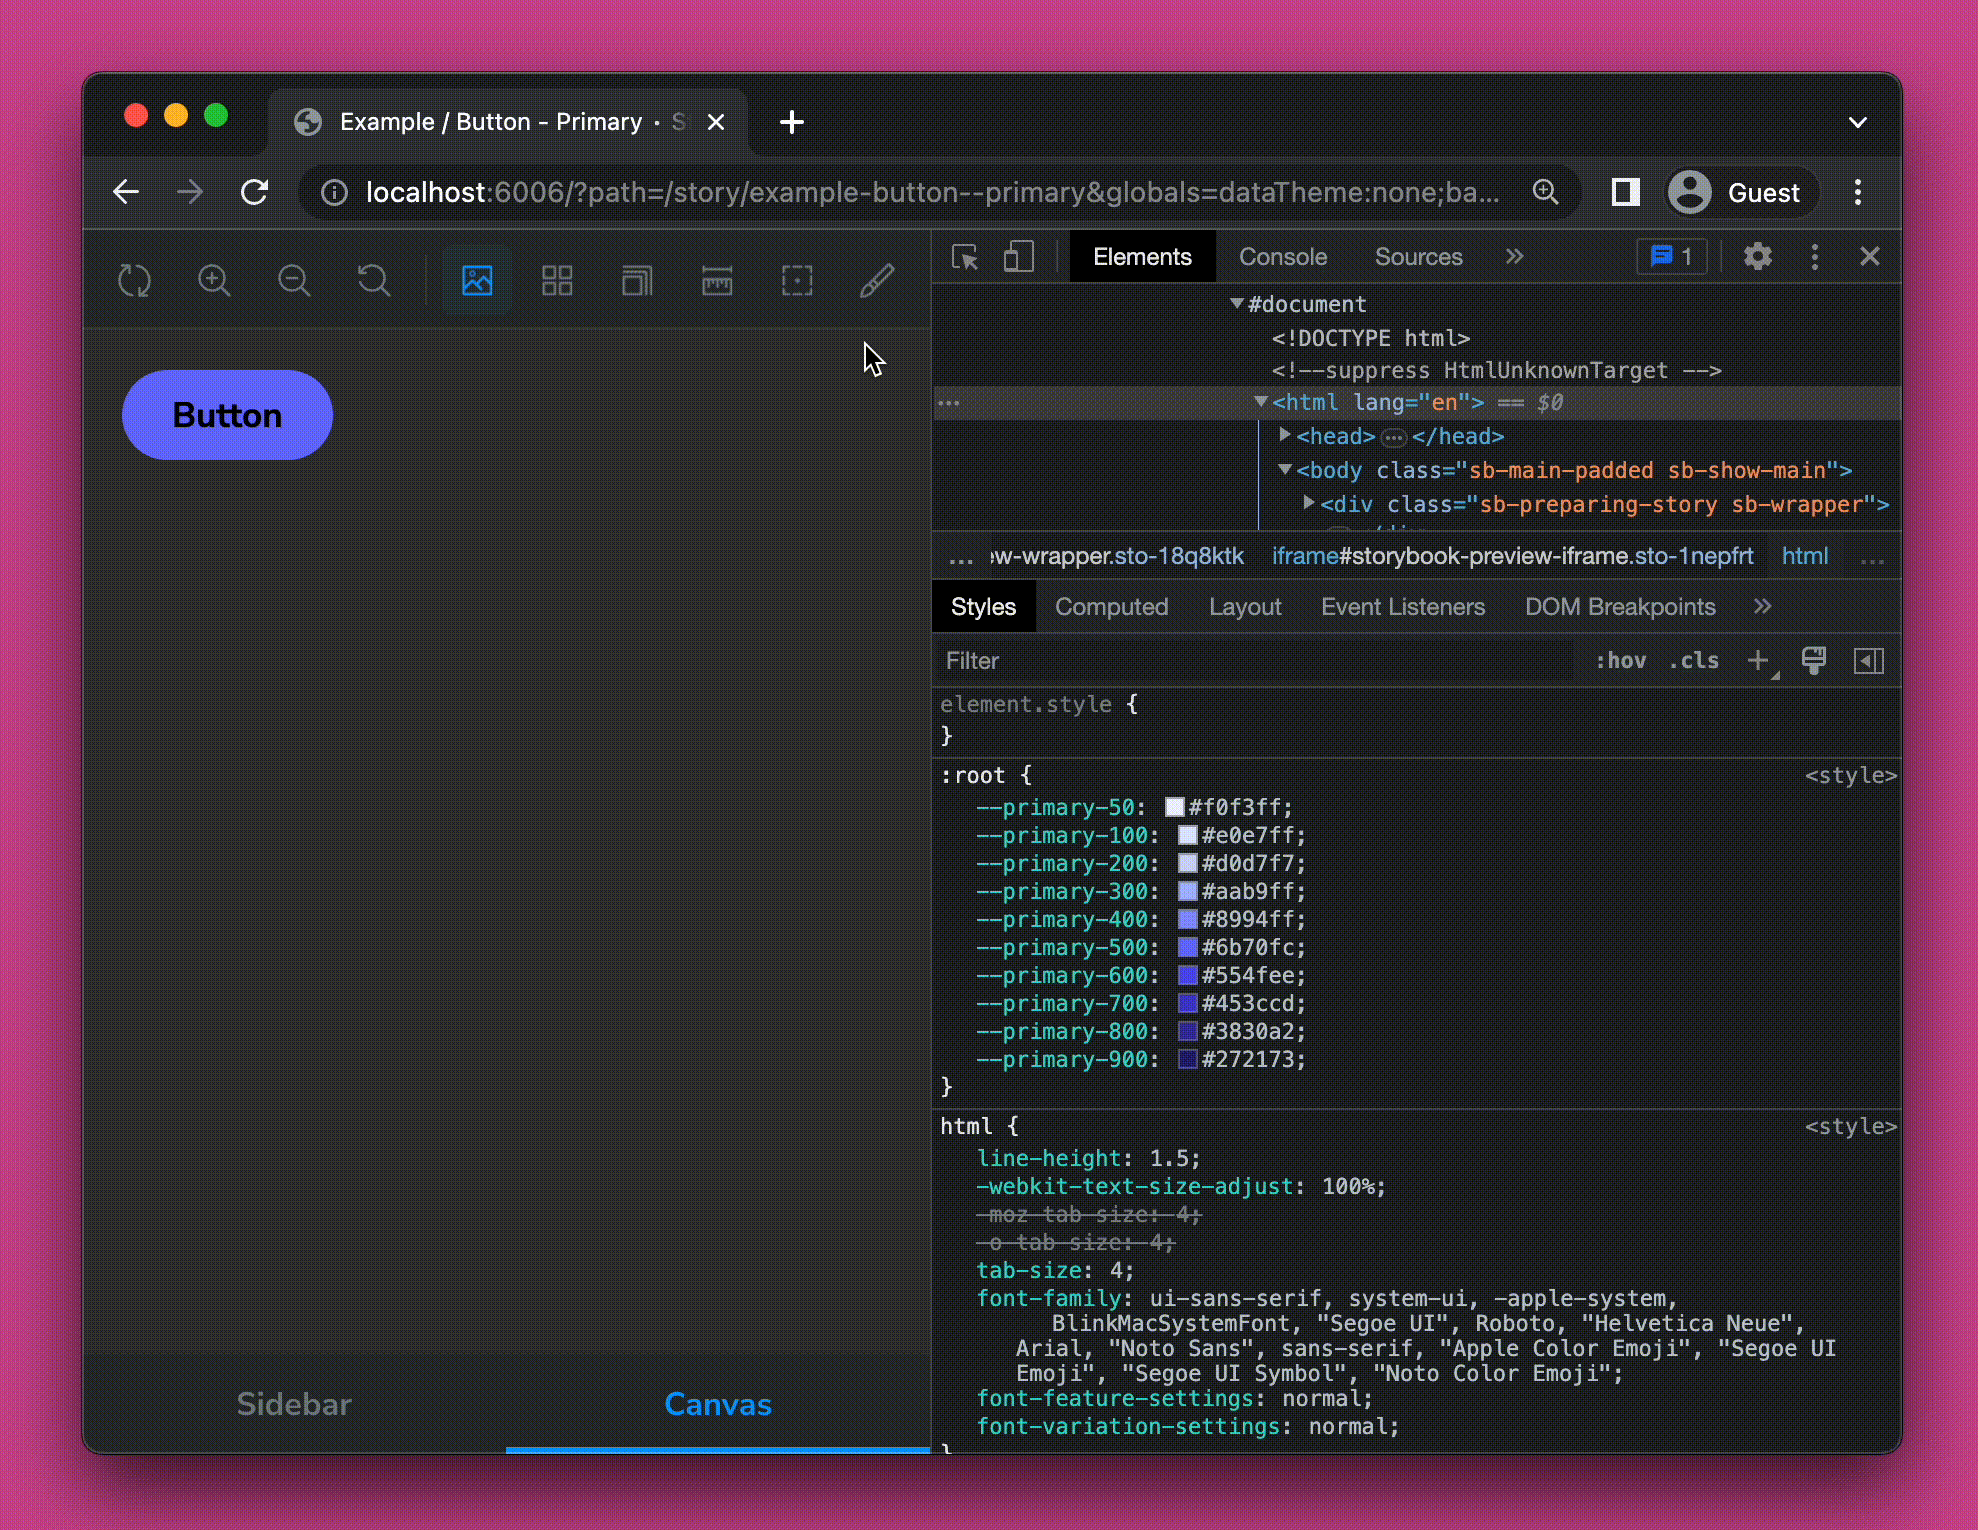 Example / Button - Primary · S
localhost:6006/?path=/story/example-button--primary&globals=dataTheme:none;ba...
Guest
Elements
Console
Sources
1
#document
<!DOCTYPE html>
<!--suppress HtmlUnknownTarget -->
<html lang="en"> == $0
<head> … </head>
<body class="sb-main-padded sb-show-main">
<div class="sb-preparing-story sb-wrapper">
... w-wrapper.sto-18q8ktk iframe#storybook-preview-iframe.sto-1nepfrt html ...
Styles
Computed
Layout
Event Listeners
DOM Breakpoints
Filter
:hov
.cls
element.style {
}
:root {
<style>
--primary-50: #f0f3ff;
--primary-100: #e0e7ff;
--primary-200: #d0d7f7;
--primary-300: #aab9ff;
--primary-400: #8994ff;
--primary-500: #6b70fc;
--primary-600: #554fee;
--primary-700: #453ccd;
--primary-800: #3830a2;
--primary-900: #272173;
}
html {
<style>
line-height: 1.5;
-webkit-text-size-adjust: 100%;
-moz-tab-size: 4;
-o-tab-size: 4;
tab-size: 4;
font-family: ui-sans-serif, system-ui, -apple-system,
BlinkMacSystemFont, "Segoe UI", Roboto, "Helvetica Neue",
Arial, "Noto Sans", sans-serif, "Apple Color Emoji", "Segoe UI
Emoji", "Segoe UI Symbol", "Noto Color Emoji";
font-feature-settings: normal;
font-variation-settings: normal;
}
Button
Sidebar
Canvas